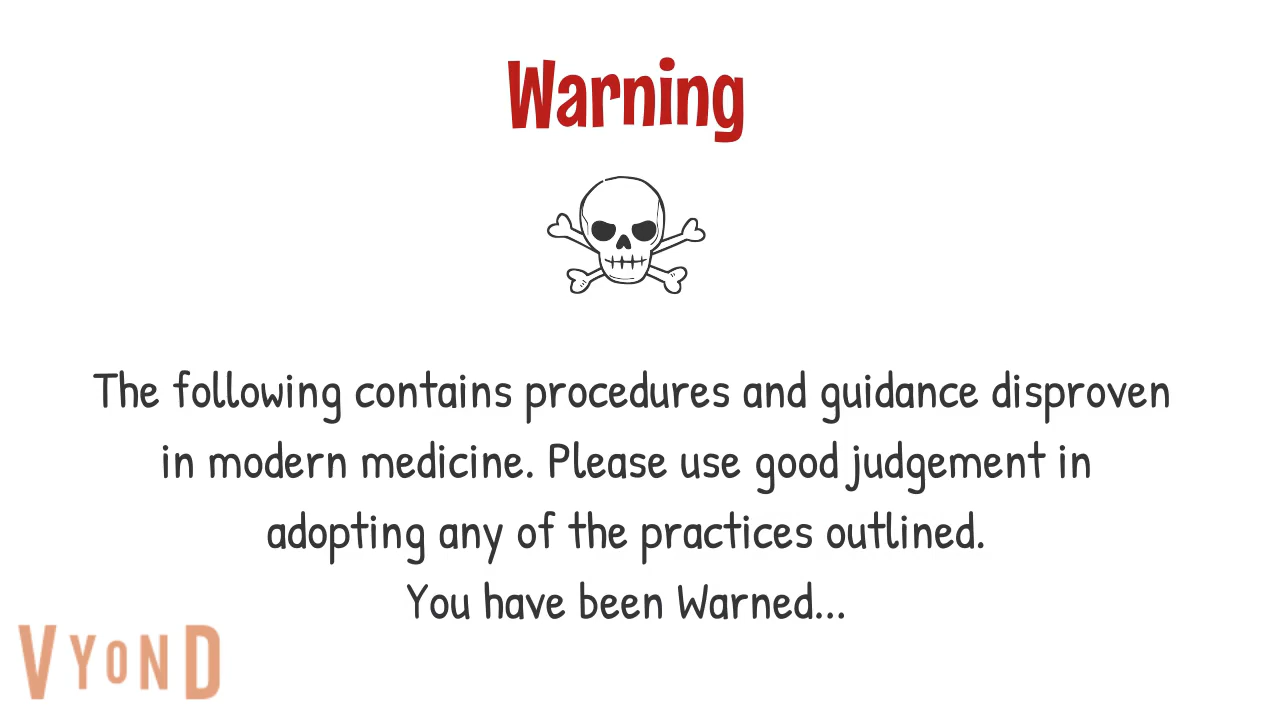 Warning
The following contains procedures and guidance disproven
in modern medicine. Please use good judgement in
adopting any of the practices outlined.
You have been Warned...
VYOND